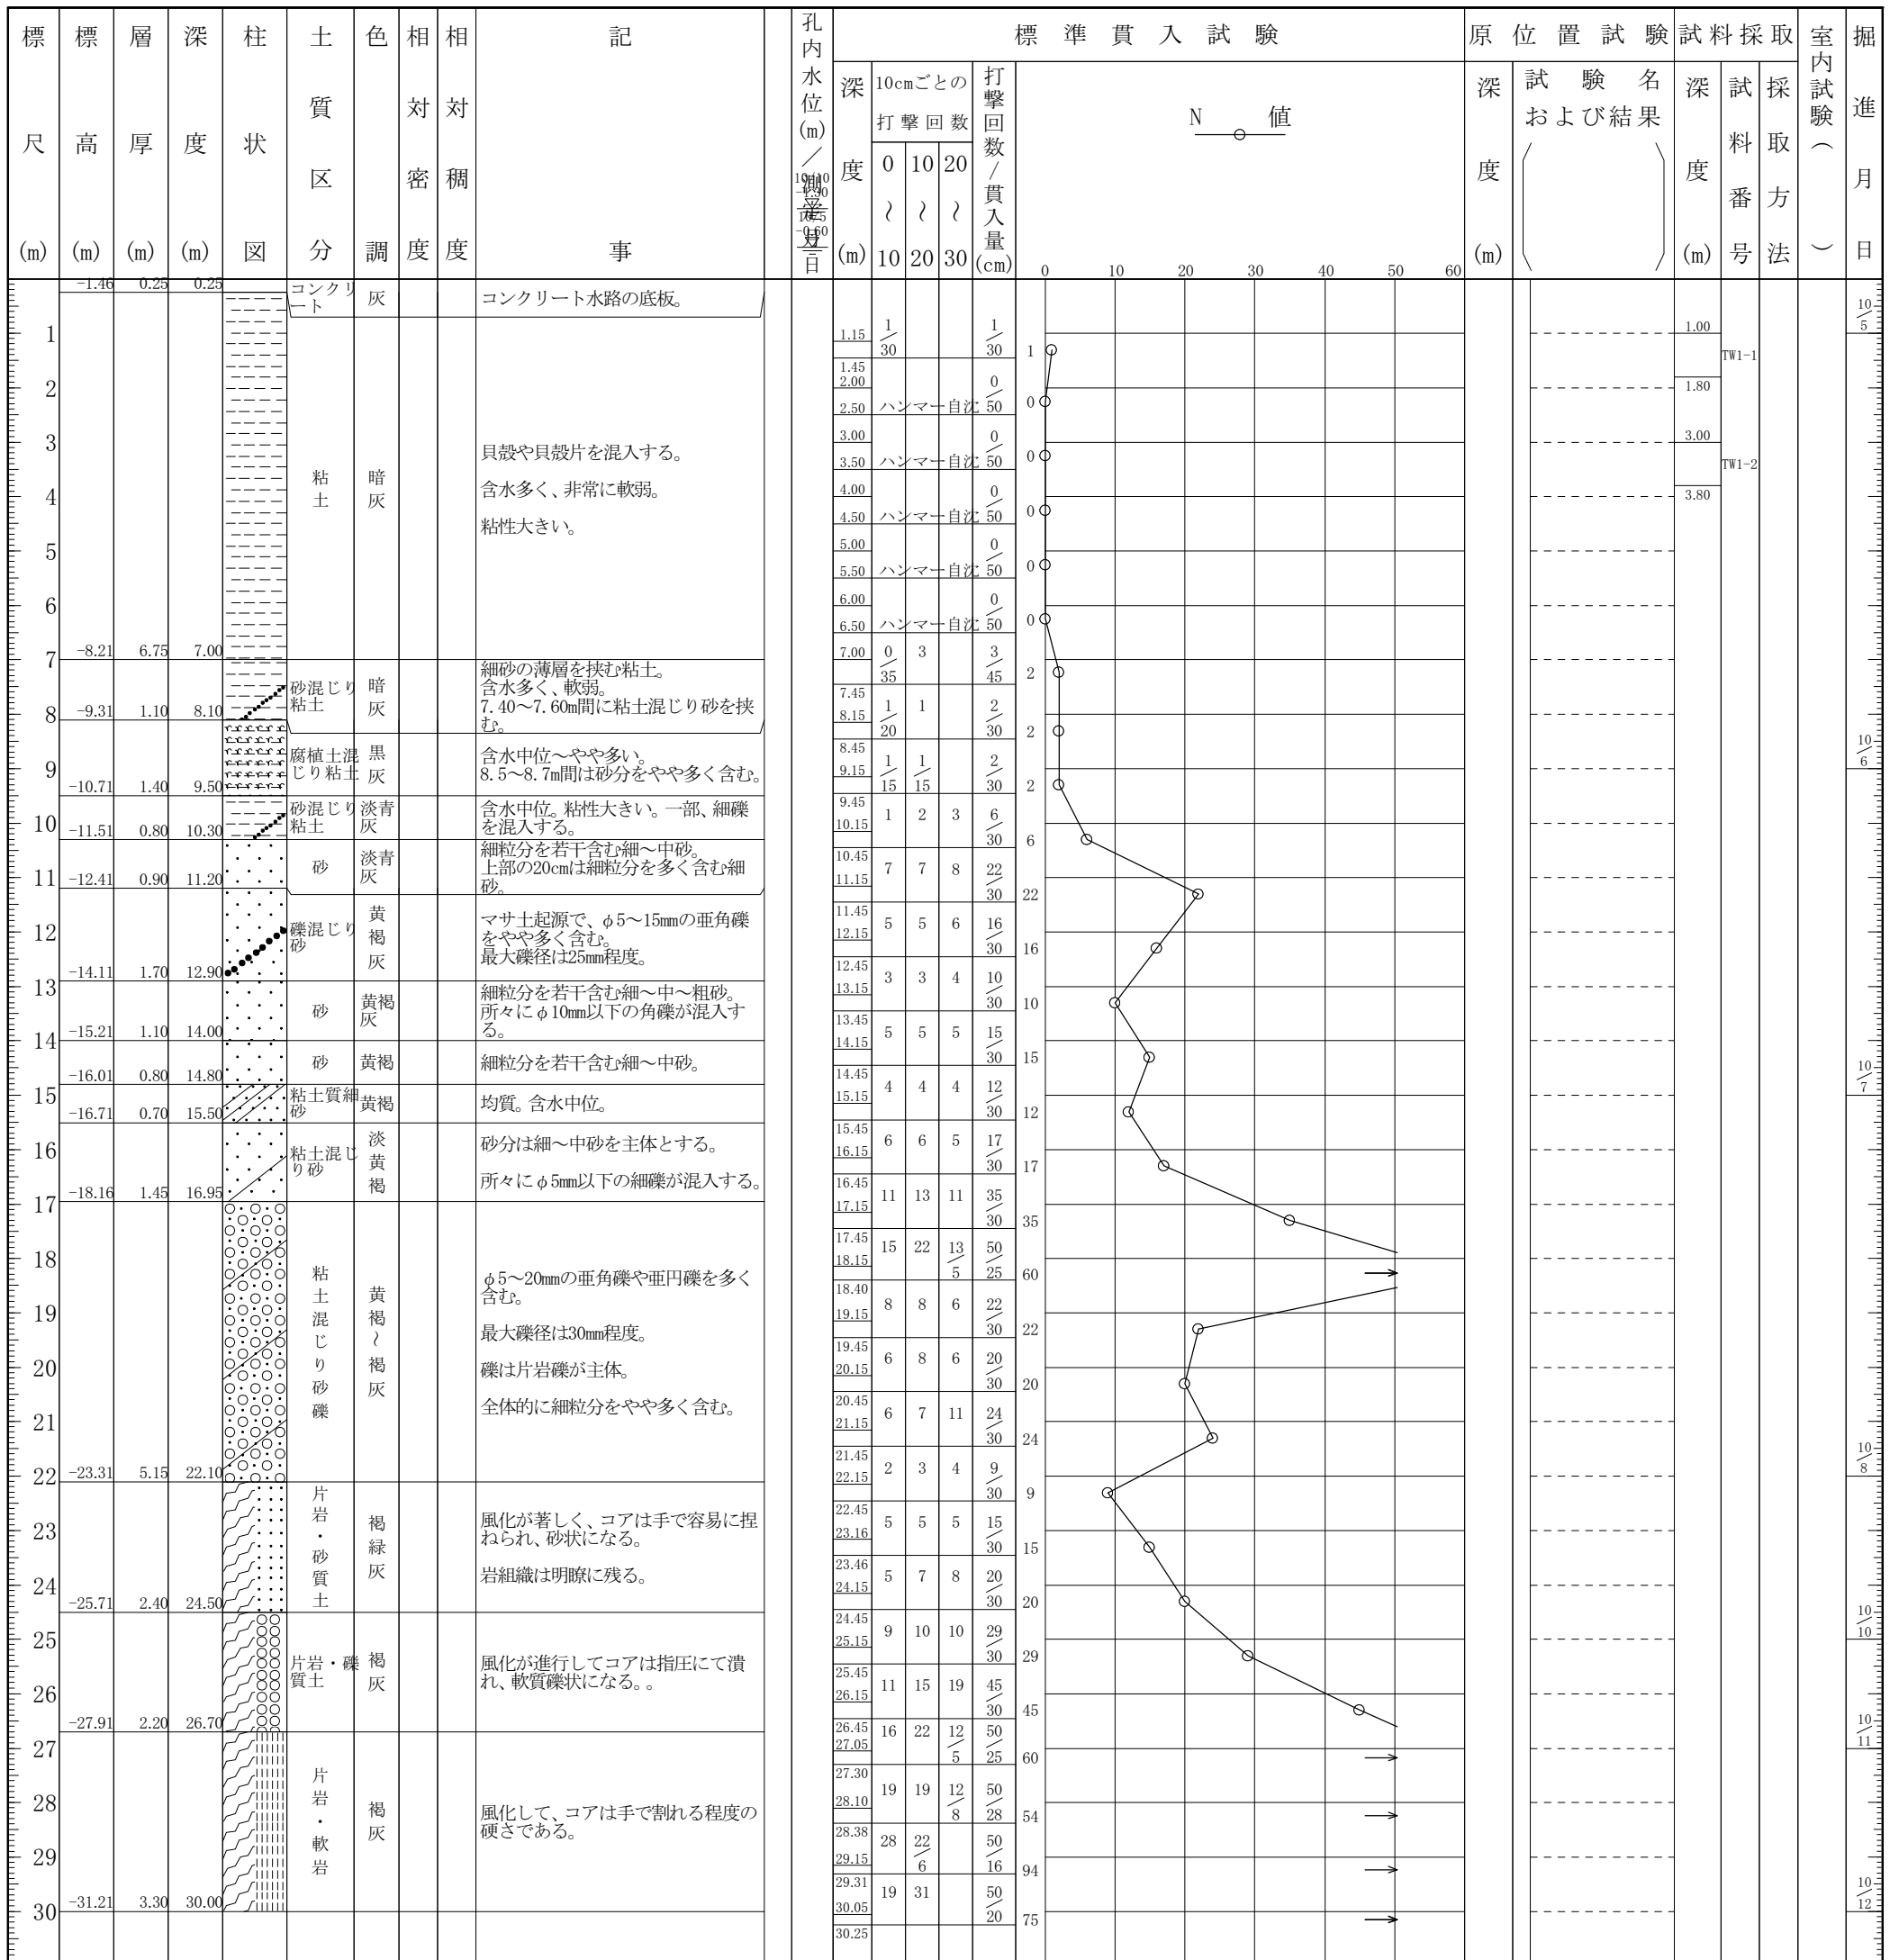 標尺(m) 標高(m) 層厚(m) 深度(m) 柱状図 土質区分 色調 相対密度 相対稠度 記事 孔内水位(m)／測定月日 標準貫入試験 原位置試験 試料採取 室内試験( ) 掘進月日
深度(m) 10cmごとの打撃回数 打撃回数/貫入量(cm) N値 深度(m) 試験名および結果 深度(m) 試料番号 採取方法
0〜10 10〜20 20〜30
0 10 20 30 40 50 60
10/10
-1.30
10/5
-0.60
-1.46 0.25 0.25 コンクリート 灰 コンクリート水路の底板。
-8.21 6.75 7.00 粘土 暗灰 貝殻や貝殻片を混入する。
含水多く、非常に軟弱。
粘性大きい。
-9.31 1.10 8.10 砂混じり粘土 暗灰 細砂の薄層を挟む粘土。
含水多く、軟弱。
7.40〜7.60m間に粘土混じり砂を挟
む。
-10.71 1.40 9.50 腐植土混じり粘土 黒灰 含水中位〜やや多い。
8.5〜8.7m間は砂分をやや多く含む。
-11.51 0.80 10.30 砂混じり粘土 淡青灰 含水中位。粘性大きい。一部、細礫
を混入する。
-12.41 0.90 11.20 砂 淡青灰 細粒分を若干含む細〜中砂。
上部の20cmは細粒分を多く含む細
砂。
-14.11 1.70 12.90 礫混じり砂 黄褐灰 マサ土起源で、φ5〜15mmの亜角礫
をやや多く含む。
最大礫径は25mm程度。
-15.21 1.10 14.00 砂 黄褐灰 細粒分を若干含む細〜中〜粗砂。
所々にφ10mm以下の角礫が混入す
る。
-16.01 0.80 14.80 砂 黄褐 細粒分を若干含む細〜中砂。
-16.71 0.70 15.50 粘土質細砂 黄褐 均質。含水中位。
-18.16 1.45 16.95 粘土混じり砂 淡黄褐 砂分は細〜中砂を主体とする。
所々にφ5mm以下の細礫が混入する。
-23.31 5.15 22.10 粘土混じり砂礫 黄褐〜褐灰 φ5〜20mmの亜角礫や亜円礫を多く
含む。
最大礫径は30mm程度。
礫は片岩礫が主体。
全体的に細粒分をやや多く含む。
-25.71 2.40 24.50 片岩・砂質土 褐緑灰 風化が著しく、コアは手で容易に捏
ねられ、砂状になる。
岩組織は明瞭に残る。
-27.91 2.20 26.70 片岩・礫質土 褐灰 風化が進行してコアは指圧にて潰
れ、軟質礫状になる。。
-31.21 3.30 30.00 片岩・軟岩 褐灰 風化して、コアは手で割れる程度の
硬さである。
1
2
3
4
5
6
7
8
9
10
11
12
13
14
15
16
17
18
19
20
21
22
23
24
25
26
27
28
29
30
1.15 1.45 1/30 1/30 1
2.00 2.50 ハンマー自沈 0/50 0
3.00 3.50 ハンマー自沈 0/50 0
4.00 4.50 ハンマー自沈 0/50 0
5.00 5.50 ハンマー自沈 0/50 0
6.00 6.50 ハンマー自沈 0/50 0
7.00 7.45 0/35 3 3/45 2
8.15 8.45 1/20 1 2/30 2
9.15 9.45 1/15 1/15 2/30 2
10.15 10.45 1 2 3 6/30 6
11.15 11.45 7 7 8 22/30 22
12.15 12.45 5 5 6 16/30 16
13.15 13.45 3 3 4 10/30 10
14.15 14.45 5 5 5 15/30 15
15.15 15.45 4 4 4 12/30 12
16.15 16.45 6 6 5 17/30 17
17.15 17.45 11 13 11 35/30 35
18.15 18.40 15 22 13/5 50/25 60
19.15 19.45 8 8 6 22/30 22
20.15 20.45 6 8 6 20/30 20
21.15 21.45 6 7 11 24/30 24
22.15 22.45 2 3 4 9/30 9
23.16 23.46 5 5 5 15/30 15
24.15 24.45 5 7 8 20/30 20
25.15 25.45 9 10 10 29/30 29
26.15 26.45 11 15 19 45/30 45
27.05 27.30 16 22 12/5 50/25 60
28.10 28.38 19 19 12/8 50/28 54
29.15 29.31 28 22/6 50/16 94
30.05 30.25 19 31 50/20 75
1.00 1.80 TW1-1
3.00 3.80 TW1-2
10/5
10/6
10/7
10/8
10/10
10/11
10/12